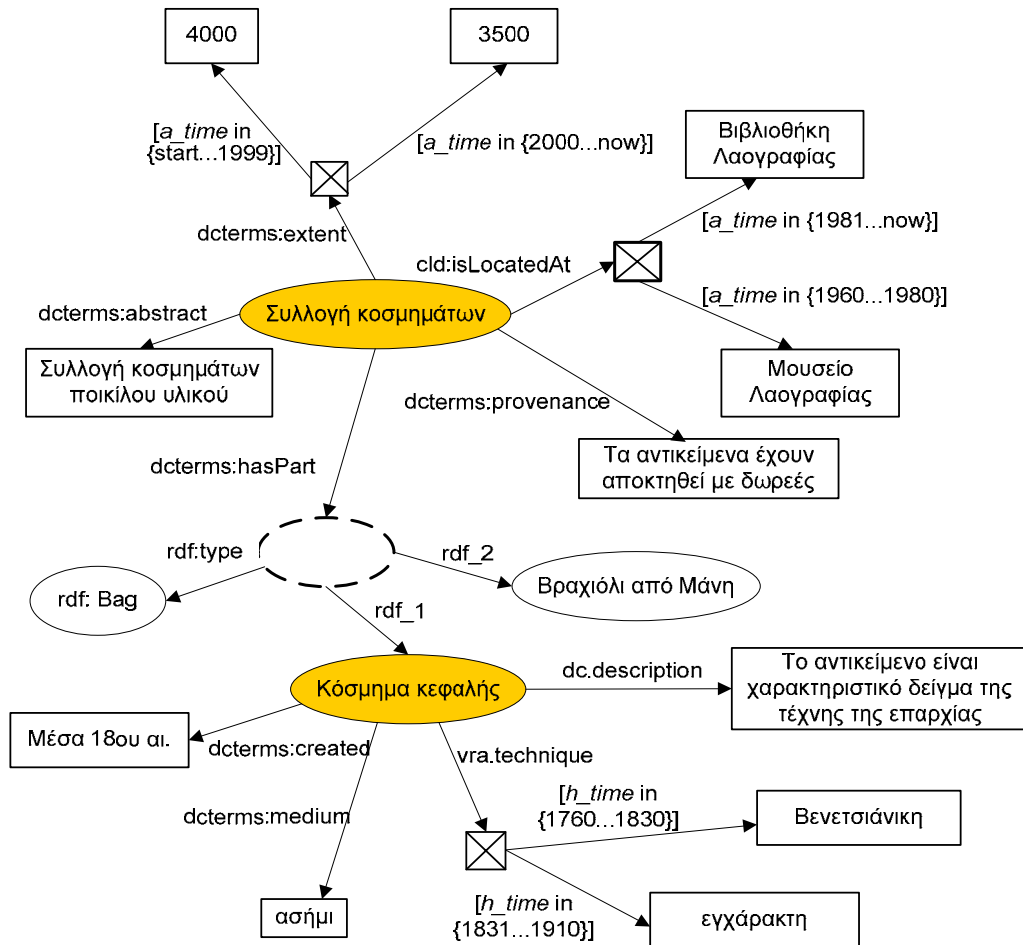 4000
3500
[a_time in
{start...1999}]
[a_time in {2000...now}]
Βιβλιοθήκη
Λαογραφίας
[a_time in {1981...now}]
dcterms:extent
cld:isLocatedAt
[a_time in {1960...1980}]
dcterms:abstract
Συλλογή κοσμημάτων
Συλλογή κοσμημάτων
ποικίλου υλικού
Μουσείο
Λαογραφίας
dcterms:provenance
Τα αντικείμενα έχουν
αποκτηθεί με δωρεές
dcterms:hasPart
rdf:type
rdf_2
rdf: Bag
Βραχιόλι από Μάνη
rdf_1
Κόσμημα κεφαλής
dc.description
Το αντικείμενο είναι
χαρακτηριστικό δείγμα της
τέχνης της επαρχίας
Μέσα 18ου αι.
dcterms:created
vra.technique
dcterms:medium
[h_time in
{1760...1830}]
Βενετσιάνικη
ασήμι
[h_time in
{1831...1910}]
εγχάρακτη